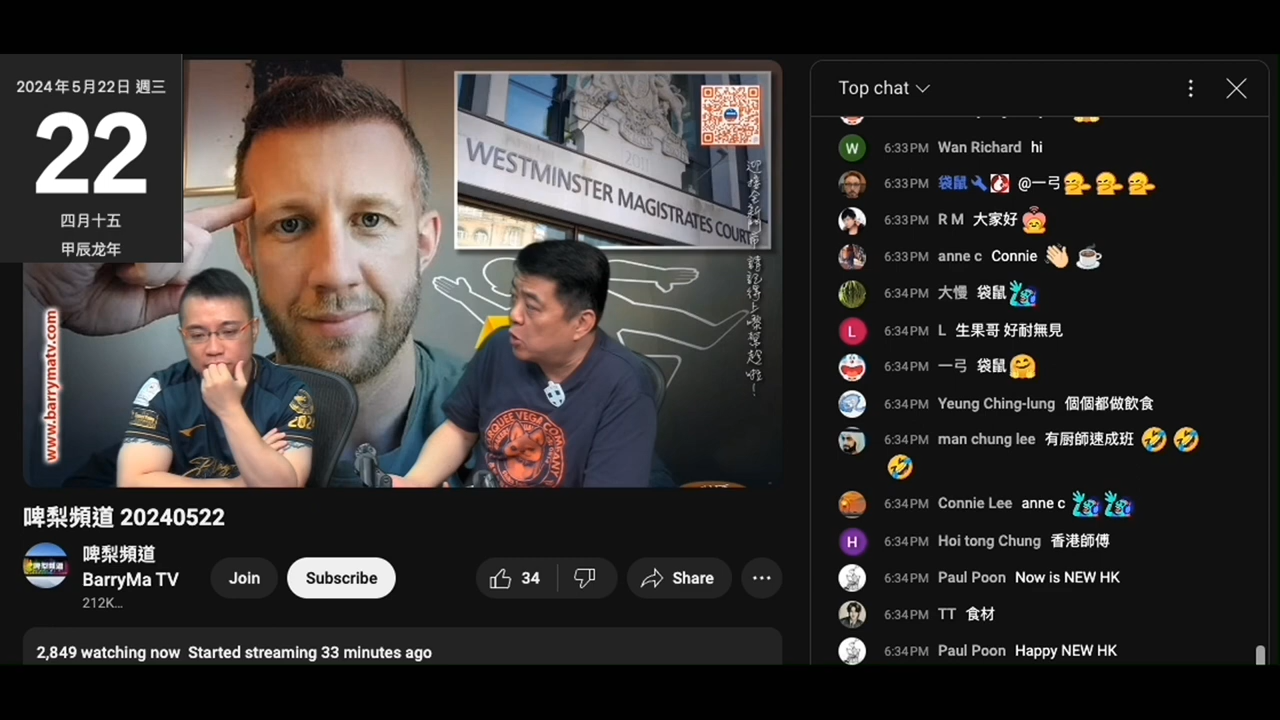 2024年5月22日 週三
22
四月十五
甲辰龙年
WESTMINSTER MAGISTRATES COURT
2011
www.barrymatv.com
啤梨頻道 20240522
啤梨頻道
BarryMa TV
212K...
Join
Subscribe
34
Share
2,849 watching now Started streaming 33 minutes ago
Top chat
W
6:33 PM Wan Richard hi
6:33 PM 袋鼠 @一弓
6:33 PM R M 大家好
6:33 PM anne c Connie
6:34 PM 大慢 袋鼠
L
6:34 PM L 生果哥 好耐無見
6:34 PM 一弓 袋鼠
6:34 PM Yeung Ching-lung 個個都做飲食
6:34 PM man chung lee 有廚師速成班
6:34 PM Connie Lee anne c
H
6:34 PM Hoi tong Chung 香港師傅
6:34 PM Paul Poon Now is NEW HK
6:34 PM TT 食材
6:34 PM Paul Poon Happy NEW HK